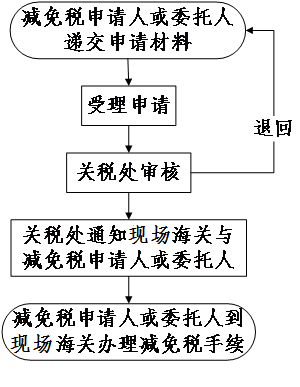 减免税申请人或委托人
递交申请材料
受理申请
退回
关税处审核
关税处通知现场海关与
减免税申请人或委托人
减免税申请人或委托人到
现场海关办理减免税手续